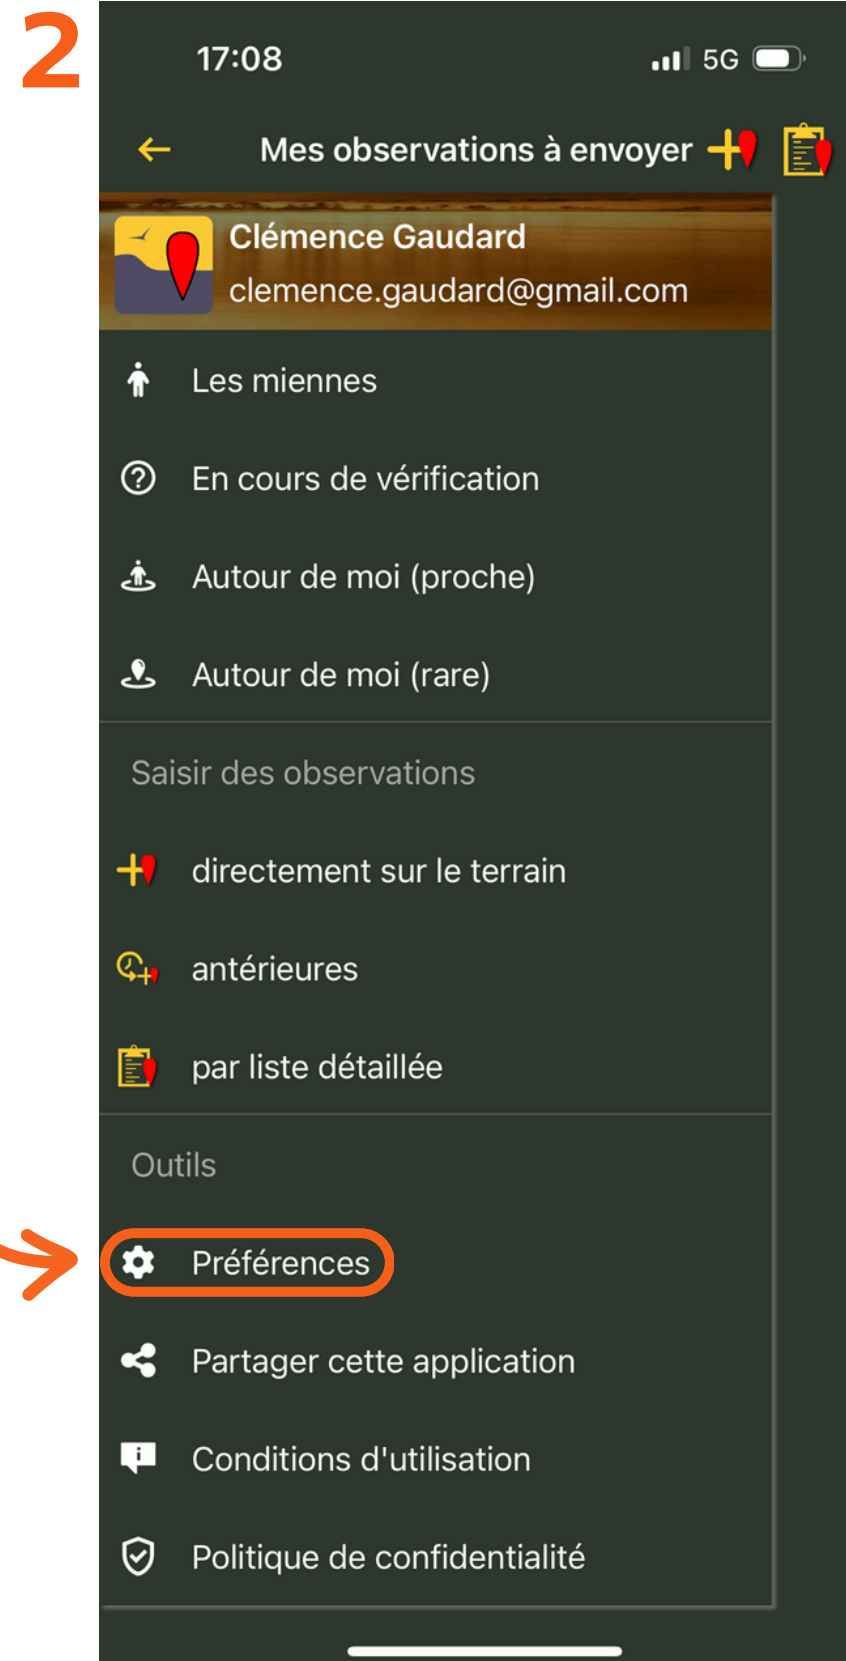 2
17:08
5G
Mes observations à envoyer
Clémence Gaudard
clemence.gaudard@gmail.com
Les miennes
En cours de vérification
Autour de moi (proche)
Autour de moi (rare)
Saisir des observations
directement sur le terrain
antérieures
par liste détaillée
Outils
Préférences
Partager cette application
Conditions d'utilisation
Politique de confidentialité